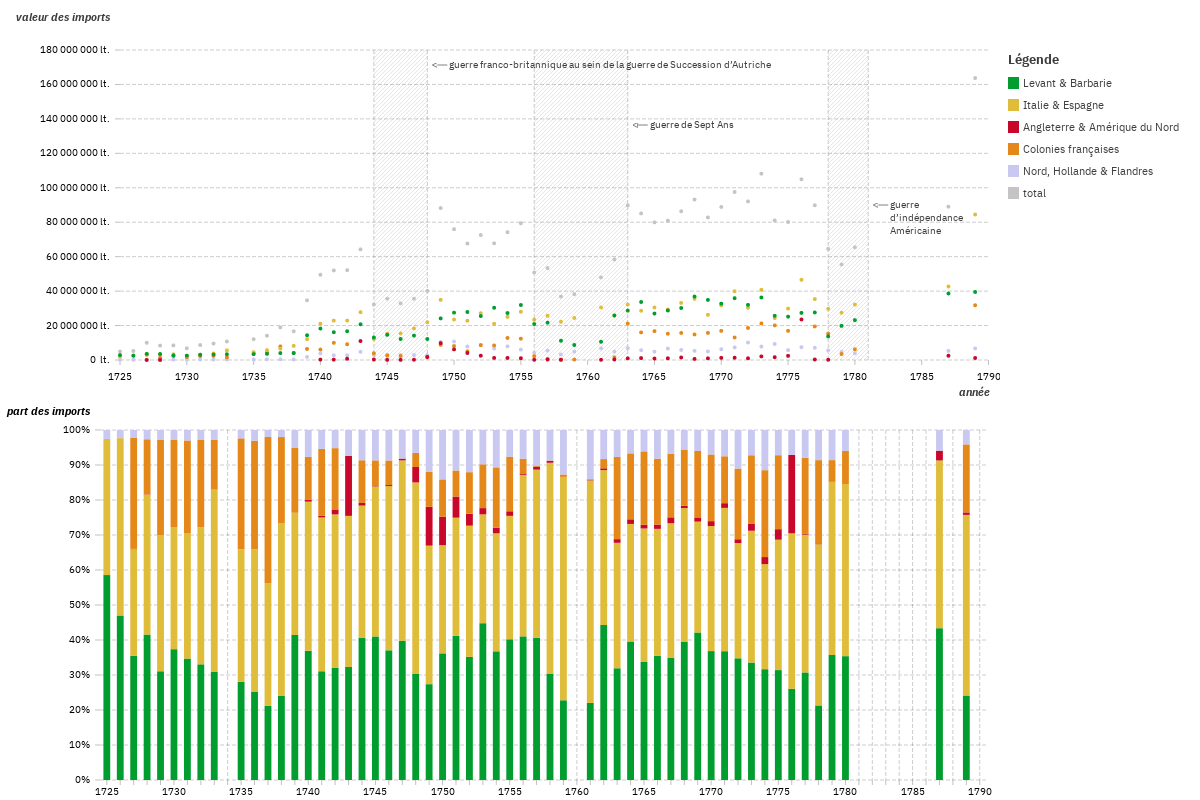 valeur des imports
180 000 000 lt.
160 000 000 lt.
140 000 000 lt.
120 000 000 lt.
100 000 000 lt.
80 000 000 lt.
60 000 000 lt.
40 000 000 lt.
20 000 000 lt.
0 lt.
guerre franco-britannique au sein de la guerre de Succession d'Autriche
guerre de Sept Ans
guerre
d'indépendance
Américaine
1725 1730 1735 1740 1745 1750 1755 1760 1765 1770 1775 1780 1785 1790
année
Légende
Levant & Barbarie
Italie & Espagne
Angleterre & Amérique du Nord
Colonies françaises
Nord, Hollande & Flandres
total
part des imports
100%
90%
80%
70%
60%
50%
40%
30%
20%
10%
0%
1725 1730 1735 1740 1745 1750 1755 1760 1765 1770 1775 1780 1785 1790